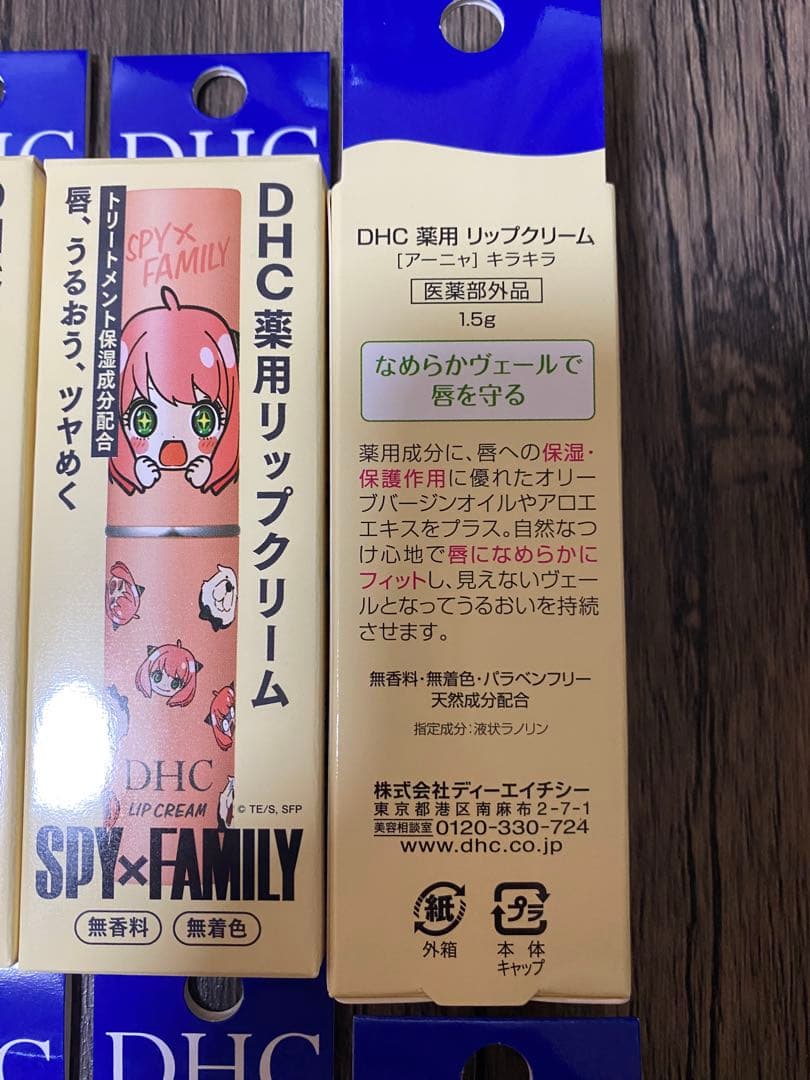 DHC
DHC
DHC薬用リップクリーム
トリートメント保湿成分配合
唇、うるおう、ツヤめく
SPY×
FAMILY
DHC
LIP CREAM
© TE/S, SFP
SPY×FAMILY
無香料
無着色
DHC 薬用 リップクリーム
[アーニャ] キラキラ
医薬部外品
1.5g
なめらかヴェールで
唇を守る
薬用成分に、唇への保湿・
保護作用に優れたオリー
ブバージンオイルやアロエ
エキスをプラス。自然なつ
け心地で唇になめらかに
フィットし、見えないヴェー
ルとなってうるおいを持続
させます。
無香料・無着色・パラベンフリー
天然成分配合
指定成分:液状ラノリン
株式会社ディーエイチシー
東京都港区南麻布2-7-1
美容相談室 0120-330-724
www.dhc.co.jp
紙
外箱
プラ
本体
キャップ
DHC